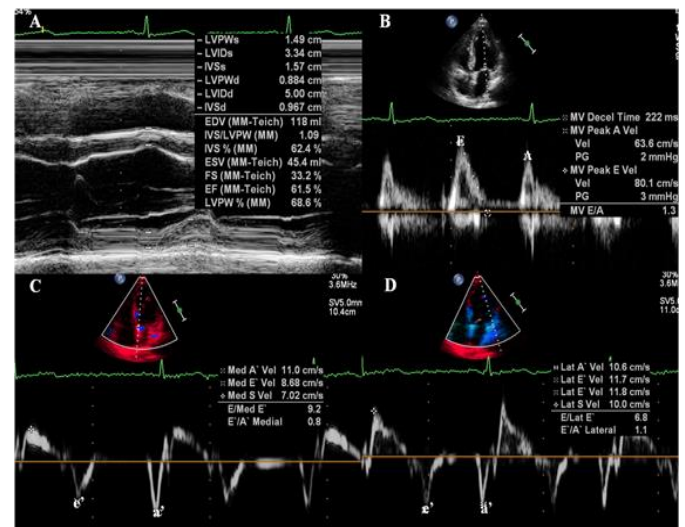 A
LVPWs 1.49 cm
LVIDs 3.34 cm
IVSs 1.57 cm
LVPWd 0.884 cm
LVIDd 5.00 cm
IVSd 0.967 cm
EDV (MM-Teich) 118 ml
IVS/LVPW (MM) 1.09
IVS % (MM) 62.4 %
ESV (MM-Teich) 45.4 ml
FS (MM-Teich) 33.2 %
EF (MM-Teich) 61.5 %
LVPW % (MM) 68.6 %
B
E
A
MV Decel Time 222 ms
MV Peak A Vel
Vel 63.6 cm/s
PG 2 mmHg
MV Peak E Vel
Vel 80.1 cm/s
PG 3 mmHg
MV E/A 1.3
C
30%
3.6MHz
SV5.0mm
10.4cm
Med A` Vel 11.0 cm/s
Med E` Vel 8.68 cm/s
Med S Vel 7.02 cm/s
E/Med E` 9.2
E`/A` Medial 0.8
e'
a'
D
30%
3.6MHz
SV5.0m
11.0c
Lat A` Vel 10.6 cm/s
Lat E` Vel 11.7 cm/s
Lat E` Vel 11.8 cm/s
Lat S Vel 10.0 cm/s
E/Lat E` 6.8
E`/A` Lateral 1.1
e'
a'